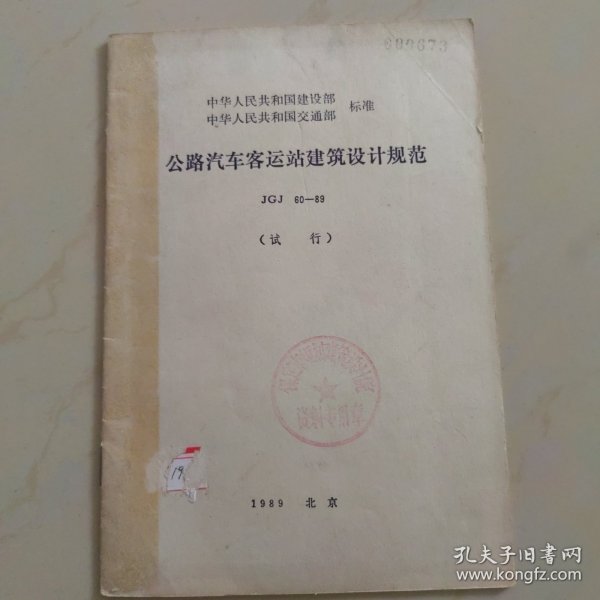 中华人民共和国建设部
中华人民共和国交通部
标准
公路汽车客运站建筑设计规范
JGJ 60—89
(试 行)
19
1989 北京
孔夫子旧书网
www.kongfz.com